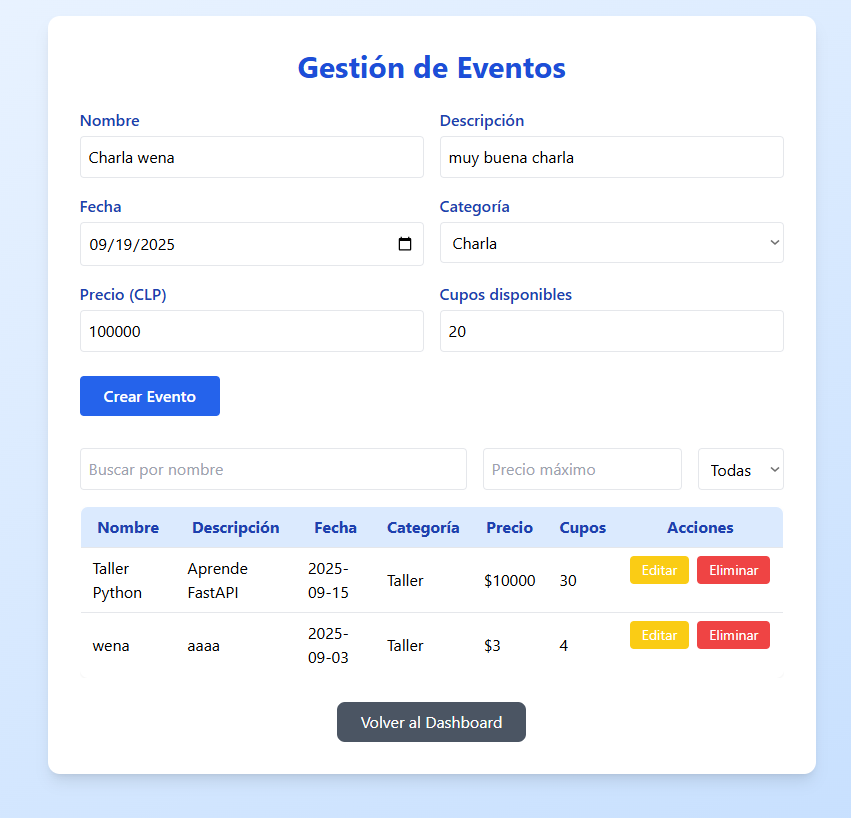 Gestión de Eventos
Nombre Descripción
Charla wena muy buena charla
Fecha Categoría
09/19/2025 Charla
Precio (CLP) Cupos disponibles
100000 20
Crear Evento
Buscar por nombre Precio máximo Todas
Nombre Descripción Fecha Categoría Precio Cupos Acciones
Taller Python Aprende FastAPI 2025-09-15 Taller $10000 30 Editar Eliminar
wena aaaa 2025-09-03 Taller $3 4 Editar Eliminar
Volver al Dashboard